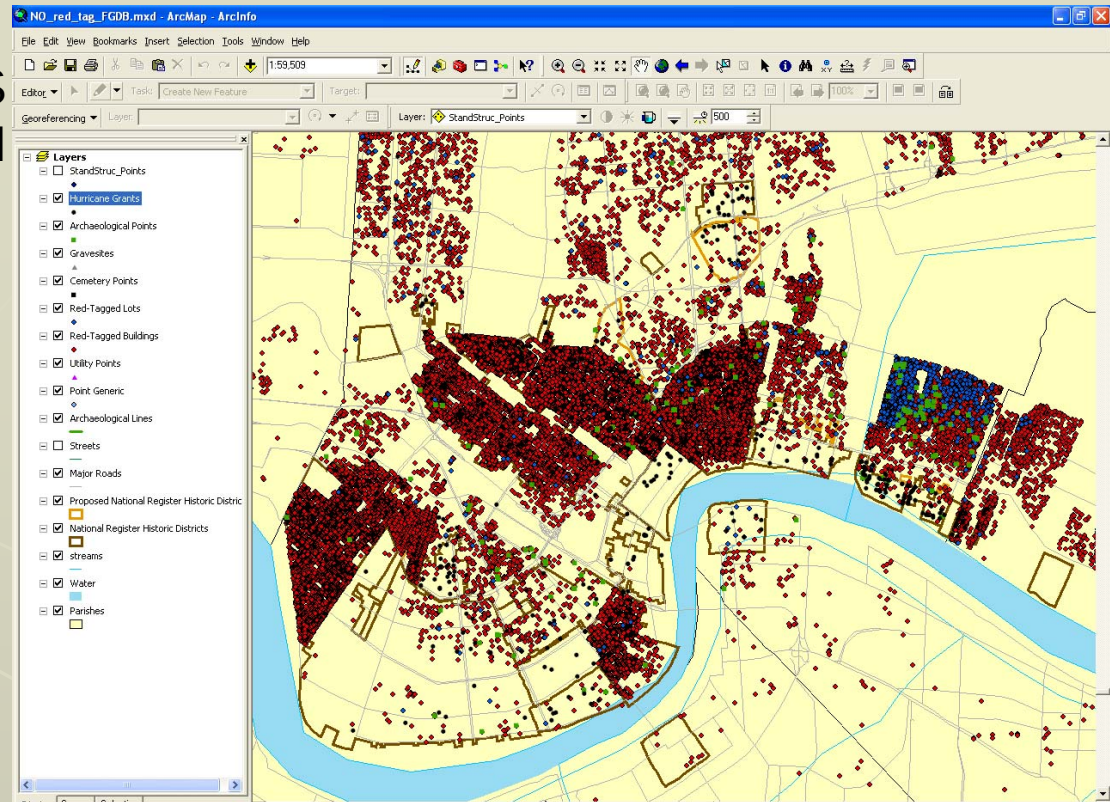 NO_red_tag_FGDB.mxd - ArcMap - ArcInfo
File Edit View Bookmarks Insert Selection Tools Window Help
1:59,509
Editor Task: Create New Feature Target: 100%
Georeferencing Layer: Layer: StandStruc_Points 500
Layers
StandStruc_Points
Hurricane Grants
Archaeological Points
Gravesites
Cemetery Points
Red-Tagged Lots
Red-Tagged Buildings
Utility Points
Point Generic
Archaeological Lines
Streets
Major Roads
Proposed National Register Historic Distric
National Register Historic Districts
streams
Water
Parishes